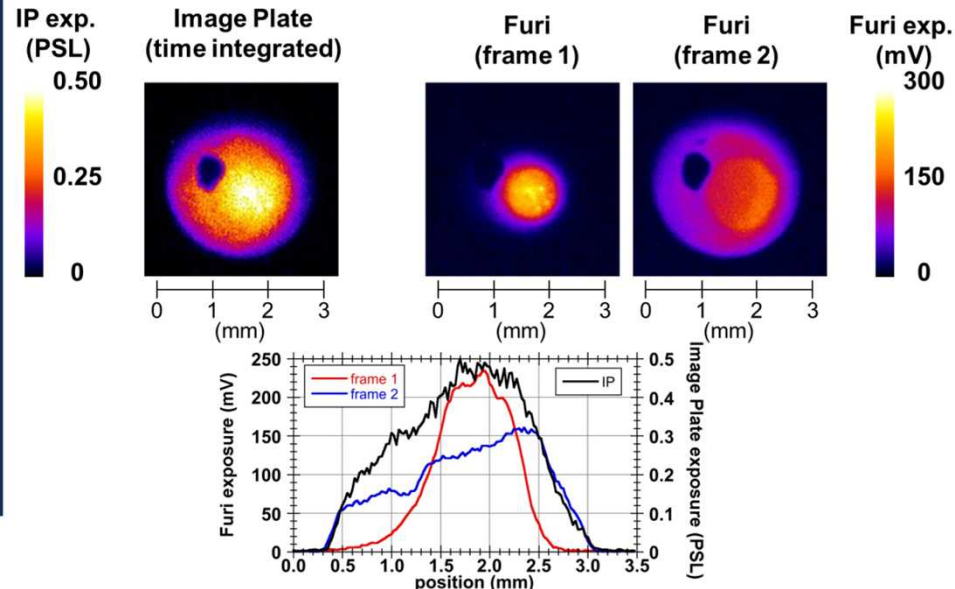 IP exp.
(PSL)
0.50
0.25
0
Image Plate
(time integrated)
0 1 2 3
(mm)
Furi
(frame 1)
0 1 2 3
(mm)
Furi
(frame 2)
0 1 2 3
(mm)
Furi exp.
(mV)
300
150
0
Furi exposure (mV)
250
200
150
100
50
0
frame 1
frame 2
IP
0.5
0.4
0.3
0.2
0.1
0
Image Plate exposure (PSL)
0.0 0.5 1.0 1.5 2.0 2.5 3.0 3.5
position (mm)